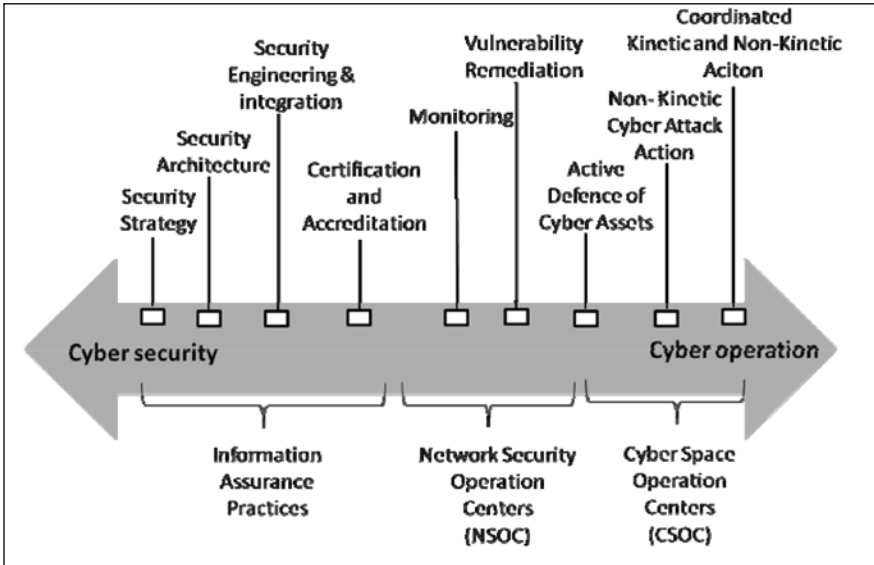 Security
Strategy
Security
Architecture
Security
Engineering &
integration
Certification
and
Accreditation
Monitoring
Vulnerability
Remediation
Active
Defence of
Cyber Assets
Non- Kinetic
Cyber Attack
Action
Coordinated
Kinetic and Non-Kinetic
Aciton
Cyber security
Cyber operation
Information
Assurance
Practices
Network Security
Operation
Centers
(NSOC)
Cyber Space
Operation
Centers
(CSOC)